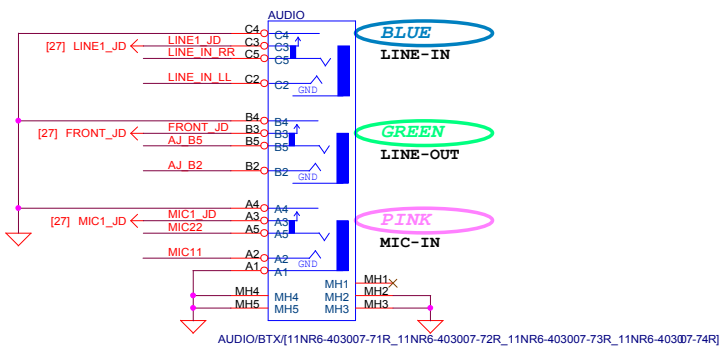 AUDIO
C4 C4 BLUE
[27] LINE1_JD LINE1_JD C3 C3
LINE_IN_RR C5 C5 LINE-IN
LINE_IN_LL C2 C2
GND
B4 B4
[27] FRONT_JD FRONT_JD B3 B3 GREEN
AJ_B5 B5 B5
LINE-OUT
AJ_B2 B2 B2
GND
A4 A4
[27] MIC1_JD MIC1_JD A3 A3 PINK
MIC22 A5 A5
MIC-IN
MIC11 A2 A2
GND
A1 A1
MH1 MH1
MH4 MH4 MH2 MH2
MH5 MH5 MH3 MH3
AUDIO/BTX/[11NR6-403007-71R_11NR6-403007-72R_11NR6-403007-73R_11NR6-403007-74R]